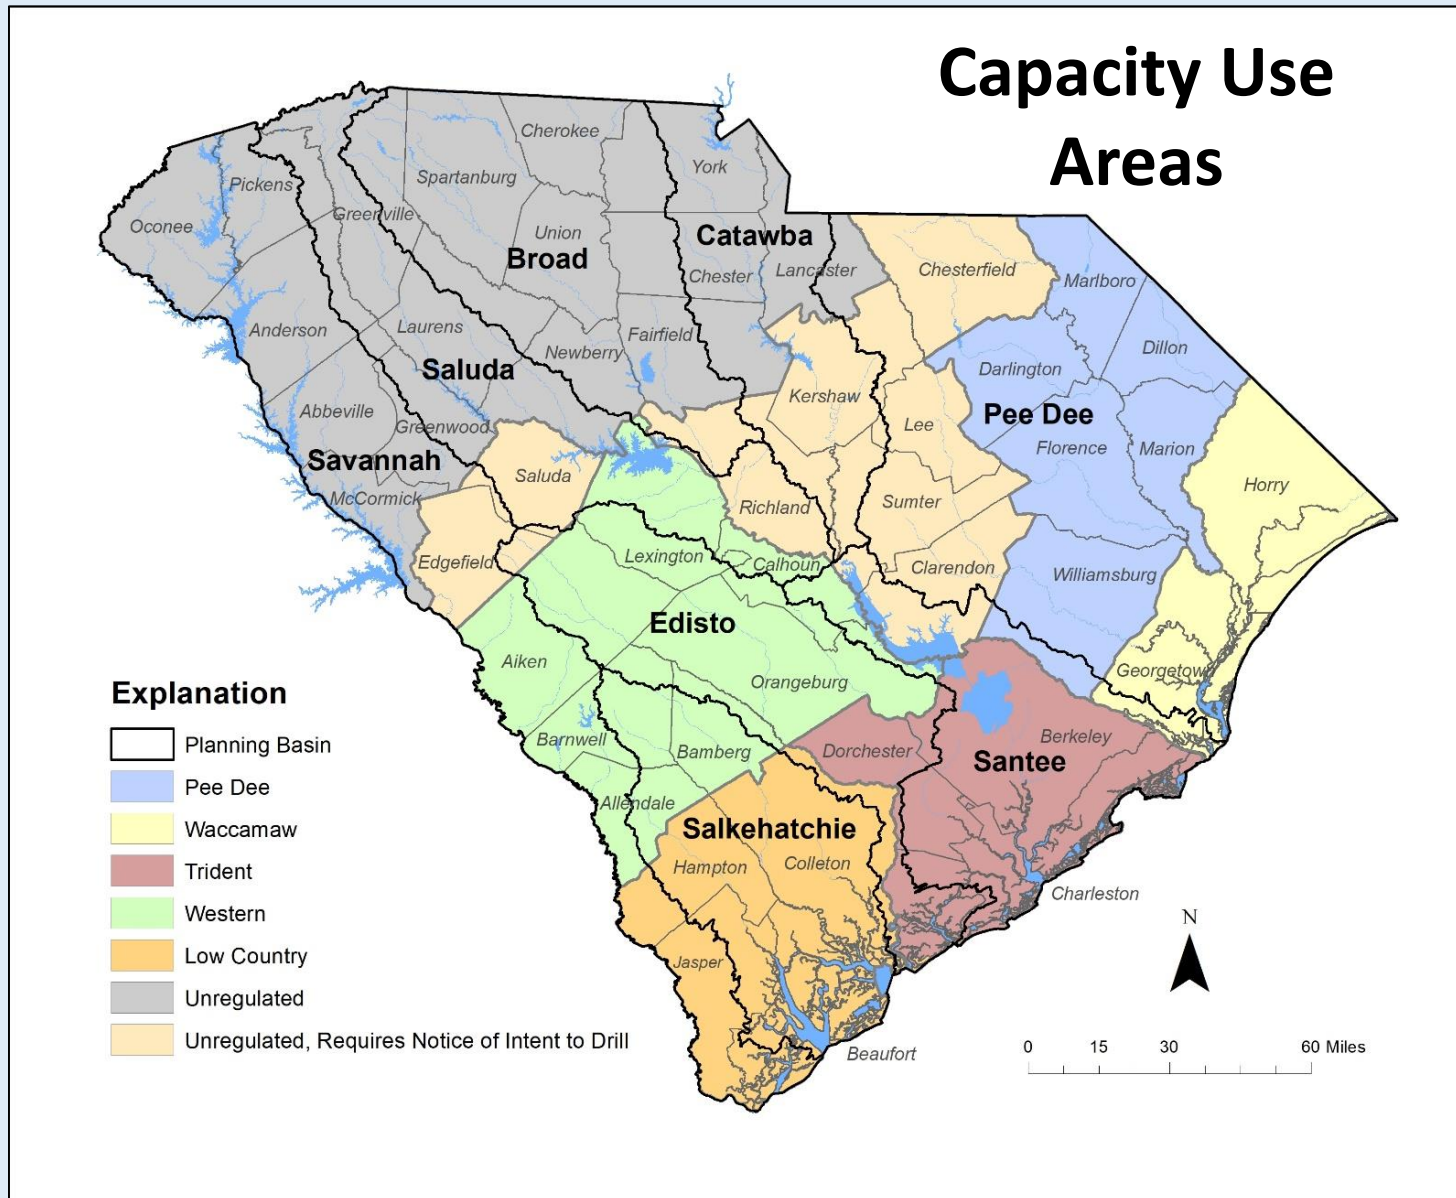 Capacity Use
Areas
Cherokee
York
Spartanburg
Pickens
Greenville
Oconee
Union
Catawba
Broad
Chester
Lancaster
Chesterfield
Marlboro
Anderson
Laurens
Fairfield
Newberry
Dillon
Saluda
Darlington
Kershaw
Abbeville
Greenwood
Lee
Pee Dee
Florence
Marion
Savannah
Saluda
McCormick
Horry
Richland
Sumter
Edgefield
Lexington
Calhoun
Clarendon
Williamsburg
Edisto
Aiken
Orangeburg
Georgetown
Barnwell
Bamberg
Dorchester
Berkeley
Santee
Allendale
Salkehatchie
Hampton
Colleton
Charleston
Jasper
Beaufort
Explanation
Planning Basin
Pee Dee
Waccamaw
Trident
Western
Low Country
Unregulated
Unregulated, Requires Notice of Intent to Drill
N
0 15 30 60 Miles